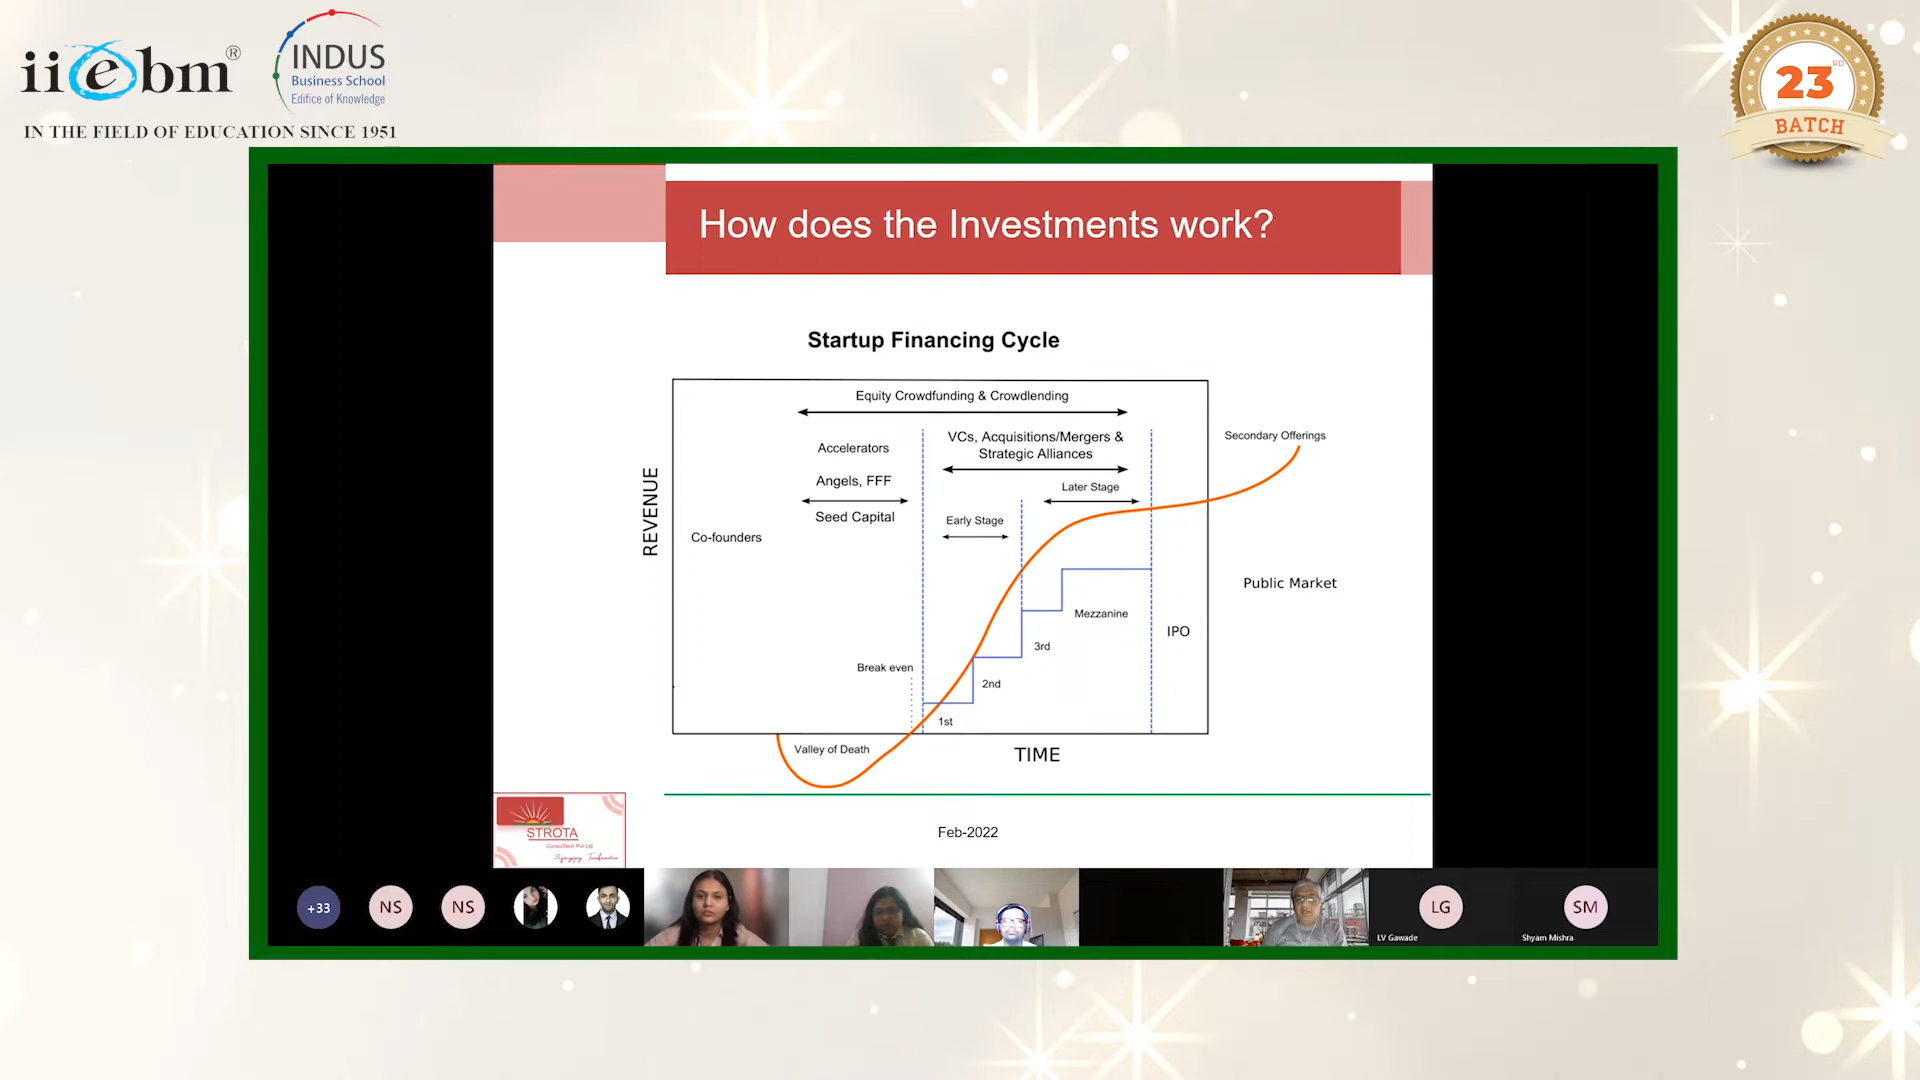 iiebm®
INDUS
Business School
Edifice of Knowledge
IN THE FIELD OF EDUCATION SINCE 1951
23RD
BATCH
How does the Investments work?
Startup Financing Cycle
Equity Crowdfunding & Crowdlending
VCs, Acquisitions/Mergers &
Strategic Alliances
Accelerators
Angels, FFF
Seed Capital
Later Stage
Early Stage
Co-founders
REVENUE
Secondary Offerings
Public Market
Mezzanine
IPO
3rd
2nd
1st
Break even
Valley of Death
TIME
STROTA
ConsulTech Pvt Ltd
Feb-2022
+33
NS
NS
LG
LV Gawade
SM
Shyam Mishra